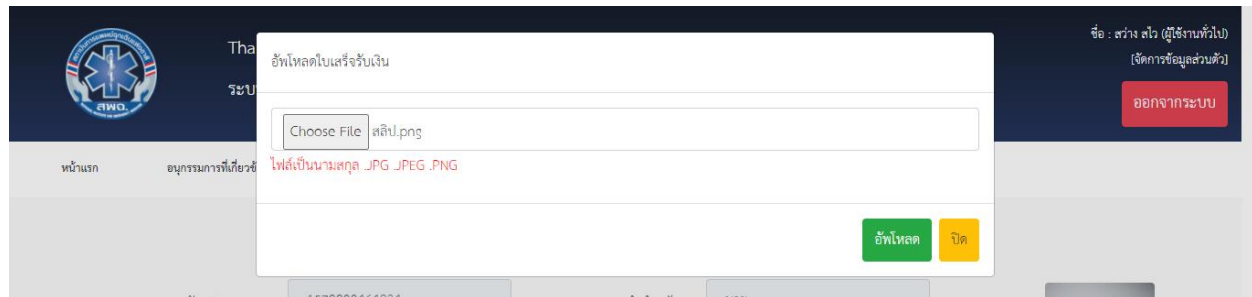 ชื่อ : สว่าง สไว (ผู้ใช้งานทั่วไป)
Tha
อัพโหลดใบเสร็จรับเงิน
[จัดการข้อมูลส่วนตัว]
ระบ
สพฉ.
ออกจากระบบ
Choose File สลิป.png
หน้าแรก
อนุกรรมการที่เกี่ยวข้
ไฟล์เป็นนามสกุล .JPG .JPEG .PNG
อัพโหลด
ปิด